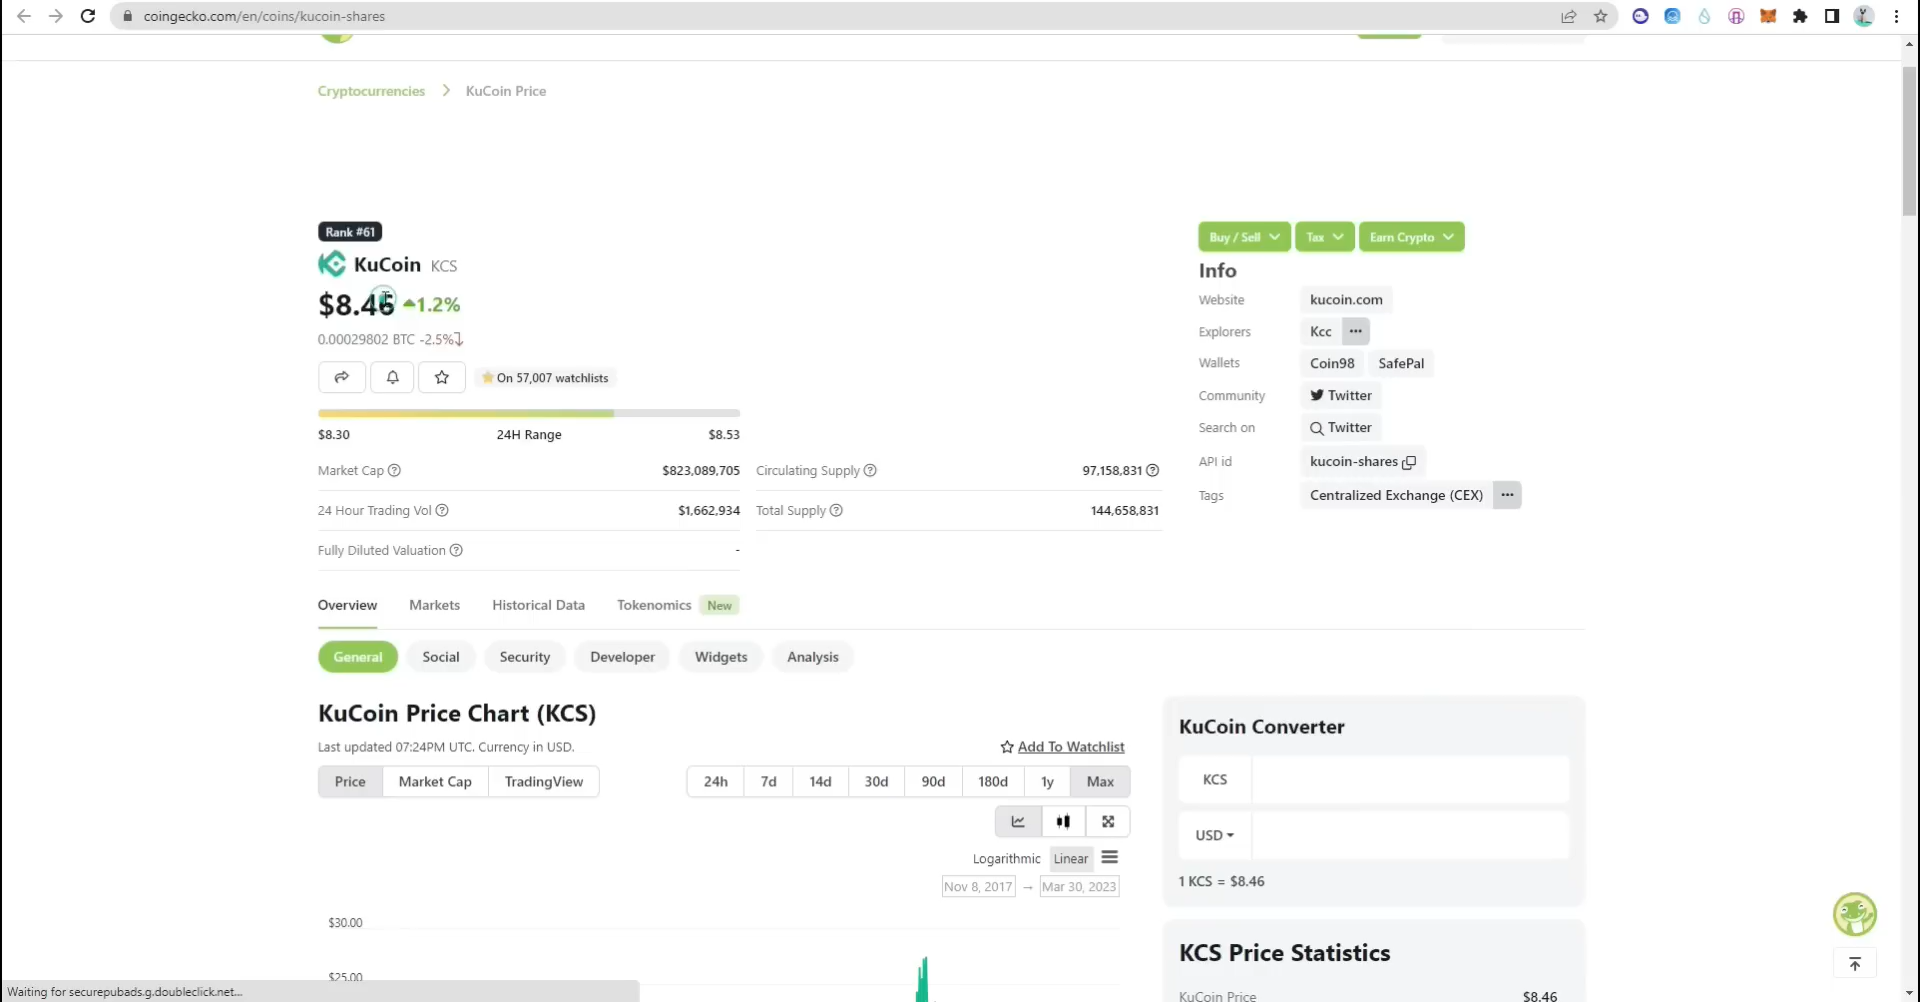 coingecko.com/en/coins/kucoin-shares
Cryptocurrencies
KuCoin Price
Rank #61
KuCoin KCS
$8.46 1.2%
0.00029802 BTC -2.5%
On 57,007 watchlists
$8.30 24H Range $8.53
Market Cap $823,089,705
Circulating Supply 97,158,831
24 Hour Trading Vol $1,662,934
Total Supply 144,658,831
Fully Diluted Valuation -
Buy / Sell Tax Earn Crypto
Info
Website kucoin.com
Explorers Kcc ...
Wallets Coin98 SafePal
Community Twitter
Search on Twitter
API id kucoin-shares
Tags Centralized Exchange (CEX) ...
Overview Markets Historical Data Tokenomics New
General Social Security Developer Widgets Analysis
KuCoin Price Chart (KCS)
Last updated 07:24PM UTC. Currency in USD.
Add To Watchlist
Price Market Cap TradingView
24h 7d 14d 30d 90d 180d 1y Max
Logarithmic Linear
Nov 8, 2017 → Mar 30, 2023
$30.00
$25.00
KuCoin Converter
KCS
USD
1 KCS = $8.46
KCS Price Statistics
KuCoin Price $8.46
Waiting for securepubads.g.doubleclick.net...